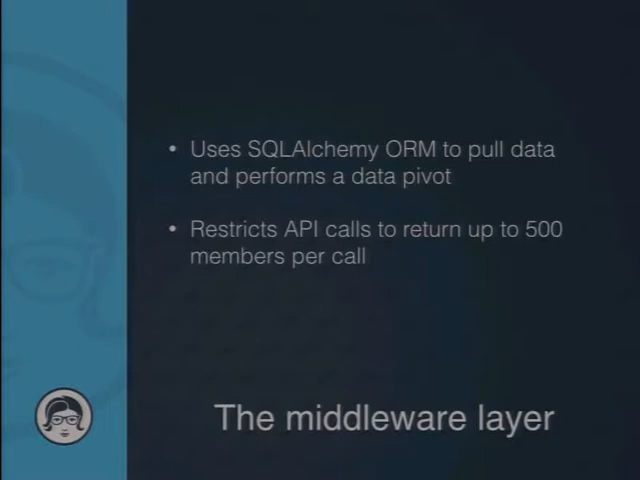 • Uses SQLAlchemy ORM to pull data
and performs a data pivot
• Restricts API calls to return up to 500
members per call
The middleware layer